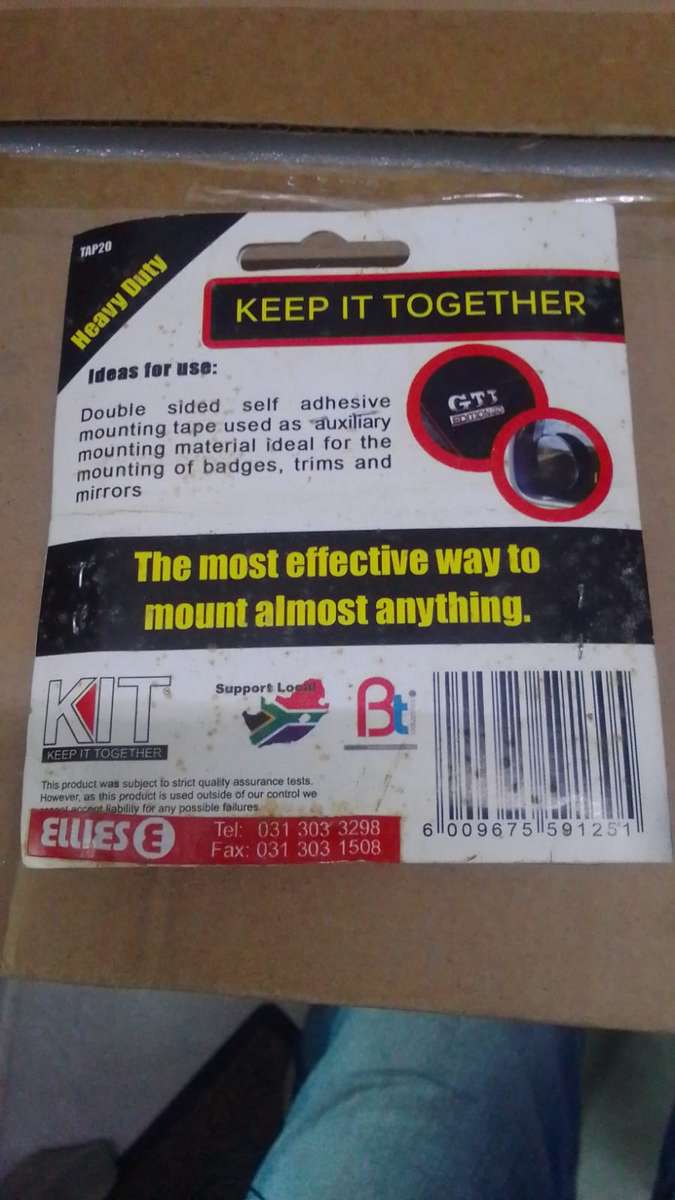 TAP20
Heavy Duty
KEEP IT TOGETHER
Ideas for use:
Double sided self adhesive
mounting tape used as auxiliary
mounting material ideal for the
mounting of badges, trims and
mirrors
GTI
EDITION 30
The most effective way to
mount almost anything.
KIT
KEEP IT TOGETHER
Support Local
Bt
This product was subject to strict quality assurance tests.
However, as this product is used outside of our control we
accept liability for any possible failures.
ELLIES E
Tel: 031 303 3298
Fax: 031 303 1508
6 009675 591251